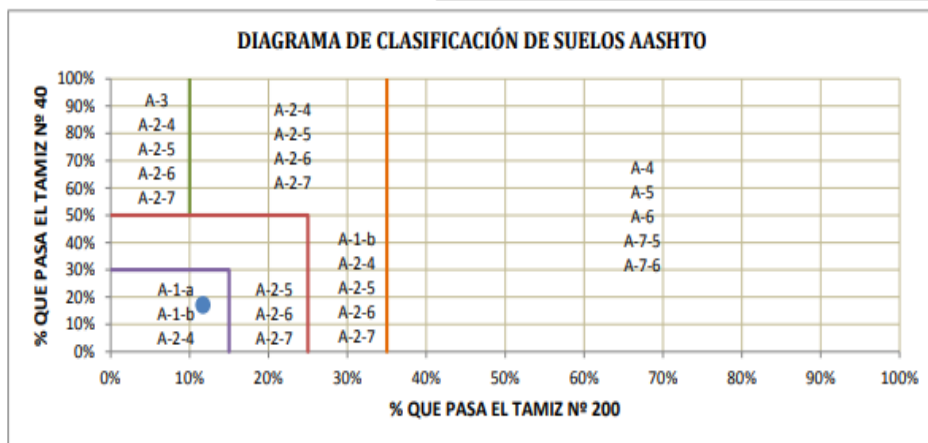 DIAGRAMA DE CLASIFICACIÓN DE SUELOS AASHTO
% QUE PASA EL TAMIZ Nº 40
100%
90%
80%
70%
60%
50%
40%
30%
20%
10%
0%
A-3
A-2-4
A-2-5
A-2-6
A-2-7
A-2-4
A-2-5
A-2-6
A-2-7
A-1-a
A-1-b
A-2-4
A-2-5
A-2-6
A-2-7
A-1-b
A-2-4
A-2-5
A-2-6
A-2-7
A-4
A-5
A-6
A-7-5
A-7-6
0% 10% 20% 30% 40% 50% 60% 70% 80% 90% 100%
% QUE PASA EL TAMIZ Nº 200